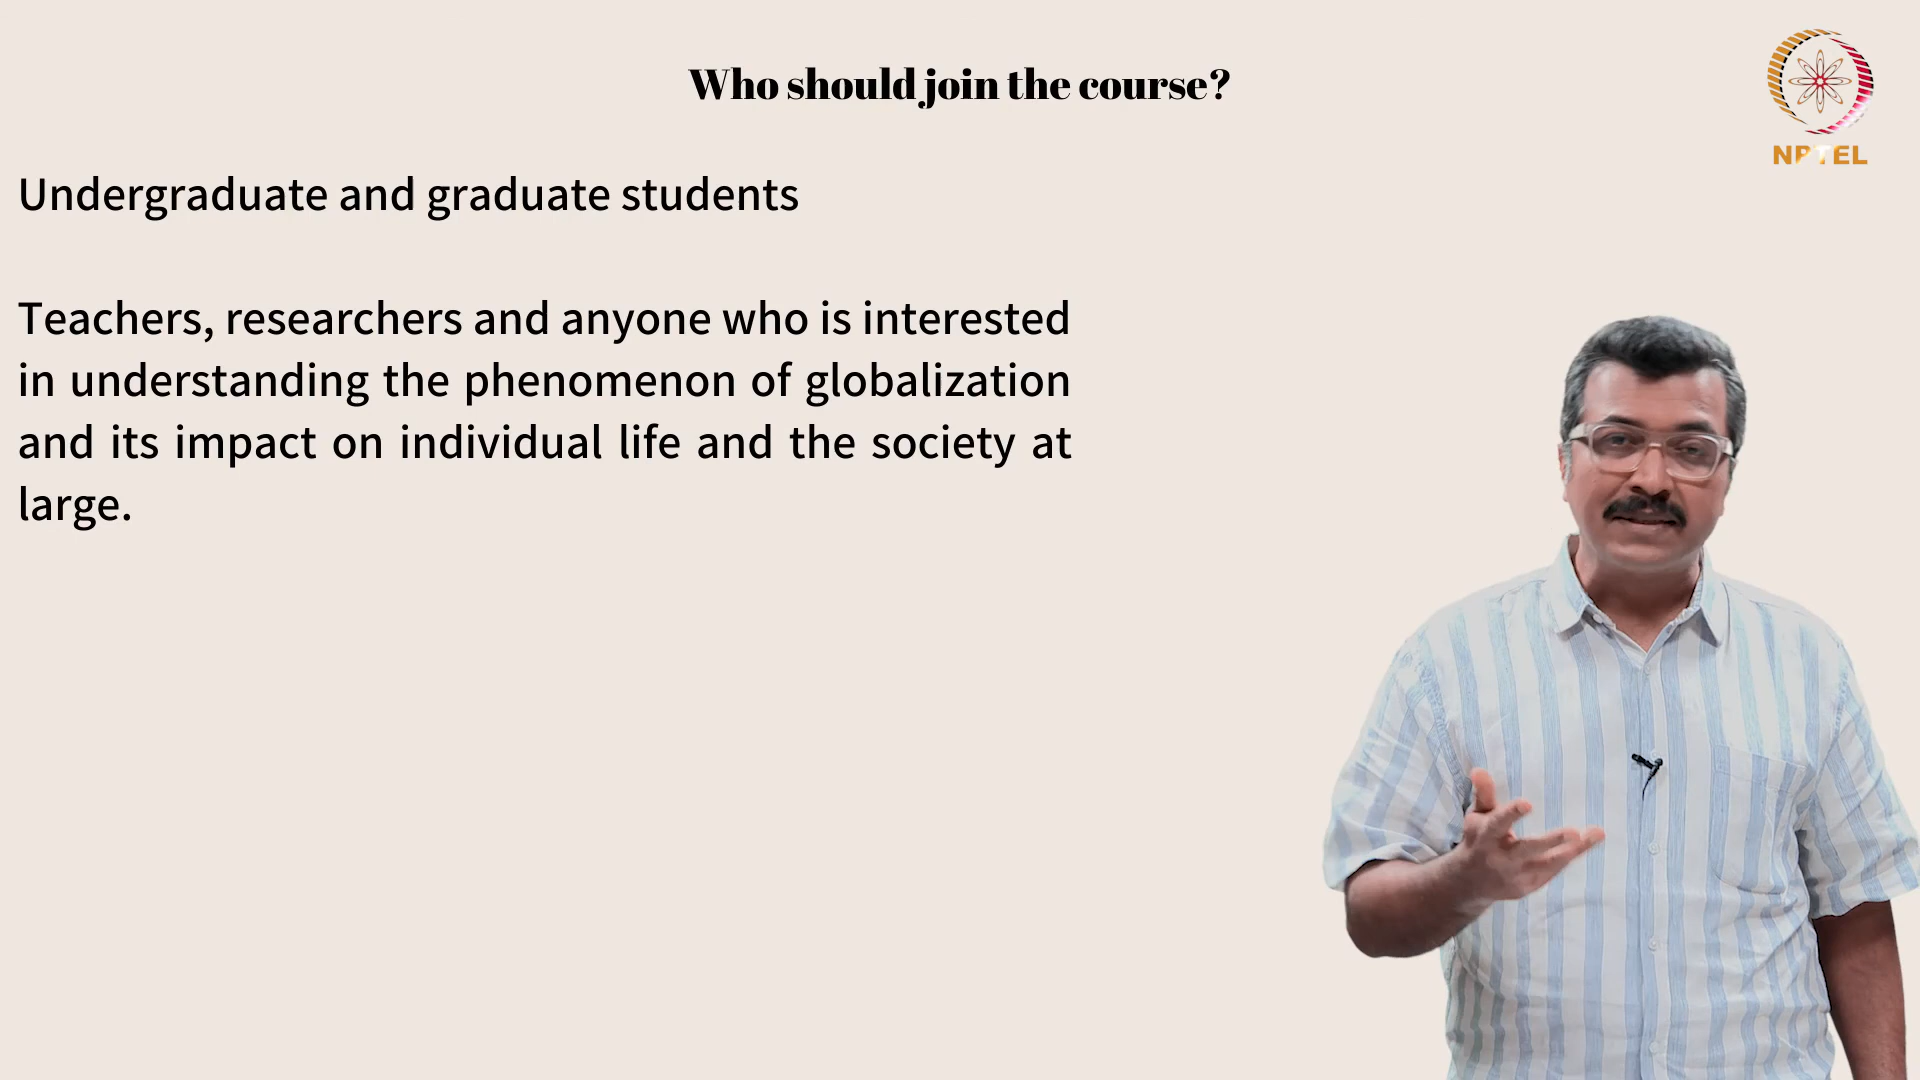 Who should join the course?
NPTEL
Undergraduate and graduate students
Teachers, researchers and anyone who is interested
in understanding the phenomenon of globalization
and its impact on individual life and the society at
large.